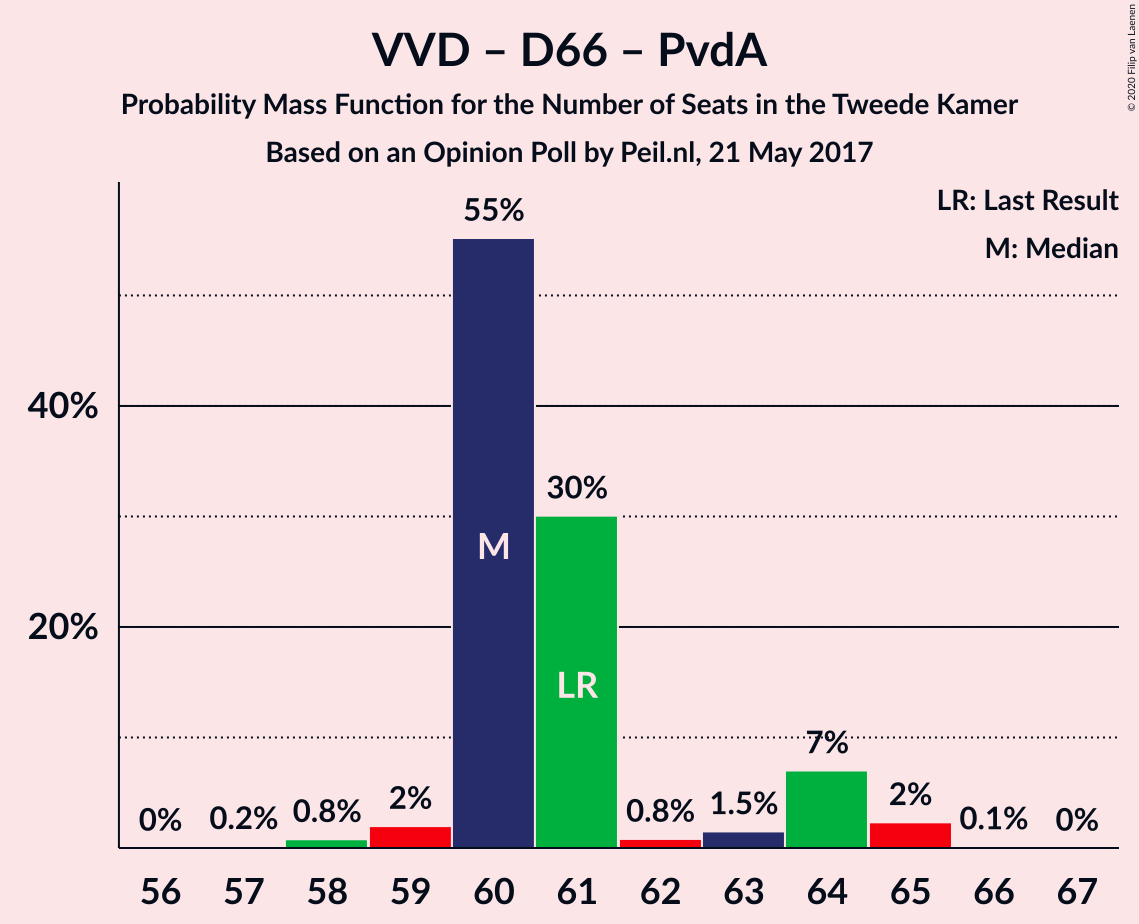 VVD – D66 – PvdA
Probability Mass Function for the Number of Seats in the Tweede Kamer
Based on an Opinion Poll by Peil.nl, 21 May 2017
© 2020 Filip van Laenen
LR: Last Result
M: Median
40%
20%
0%
0.2%
0.8%
2%
55%
30%
0.8%
1.5%
7%
2%
0.1%
0%
M
LR
56 57 58 59 60 61 62 63 64 65 66 67